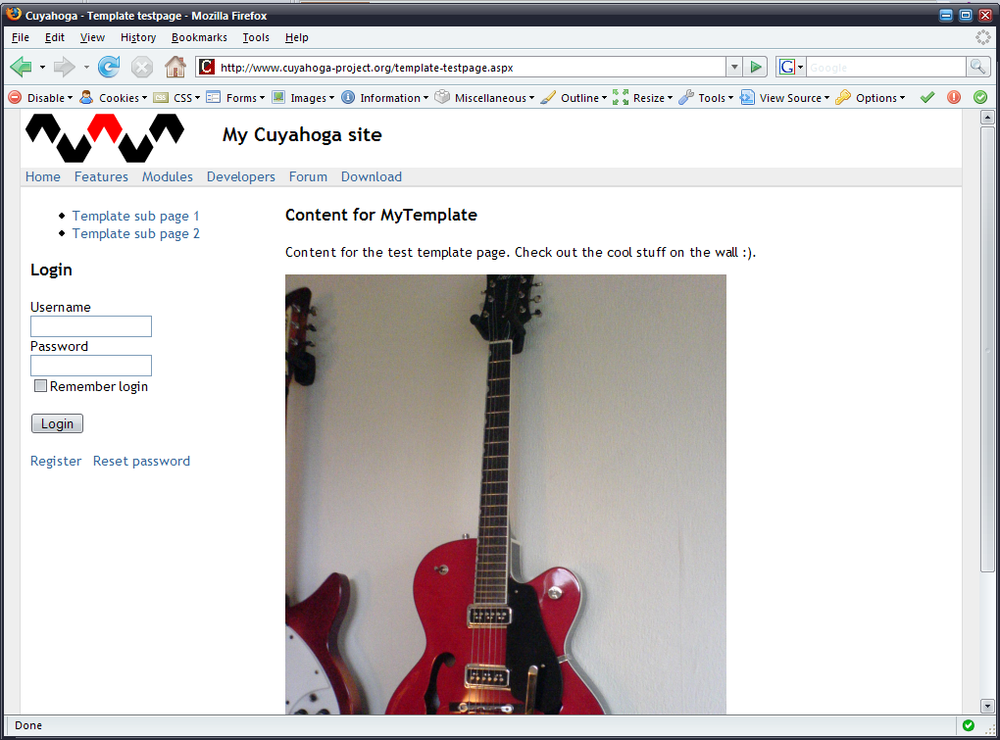 Cuyahoga - Template testpage - Mozilla Firefox
File Edit View History Bookmarks Tools Help
C http://www.cuyahoga-project.org/template-testpage.aspx G Google
Disable Cookies CSS Forms Images Information Miscellaneous Outline Resize Tools View Source Options
My Cuyahoga site
Home Features Modules Developers Forum Download
Template sub page 1
Template sub page 2
Login
Username
Password
Remember login
Login
Register Reset password
Content for MyTemplate
Content for the test template page. Check out the cool stuff on the wall :).
Done